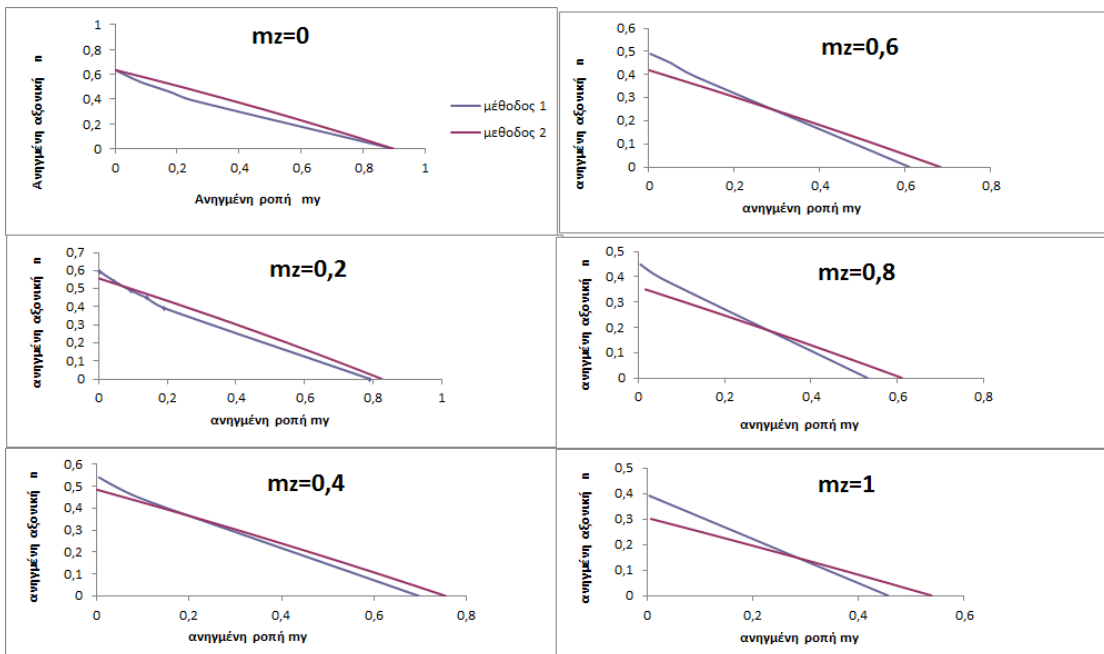 mz=0
Ανηγμένη αξονική n
1
0,8
0,6
0,4
0,2
0
0 0,2 0,4 0,6 0,8 1
Ανηγμένη ροπή my
μέθοδος 1
μεθοδος 2
mz=0,6
ανηγμένη αξονική n
0,6
0,5
0,4
0,3
0,2
0,1
0
0 0,2 0,4 0,6 0,8
ανηγμένη ροπή my
mz=0,2
ανηγμένη αξονική n
0,7
0,6
0,5
0,4
0,3
0,2
0,1
0
0 0,2 0,4 0,6 0,8 1
ανηγμένη ροπή my
mz=0,8
ανηγμένη αξονική n
0,5
0,4
0,3
0,2
0,1
0
0 0,2 0,4 0,6 0,8
ανηγμένη ροπή my
mz=0,4
ανηγμένη αξονική n
0,6
0,5
0,4
0,3
0,2
0,1
0
0 0,2 0,4 0,6 0,8
ανηγμένη ροπή my
mz=1
ανηγμένη αξονική n
0,5
0,4
0,3
0,2
0,1
0
0 0,2 0,4 0,6
ανηγμένη ροπή my